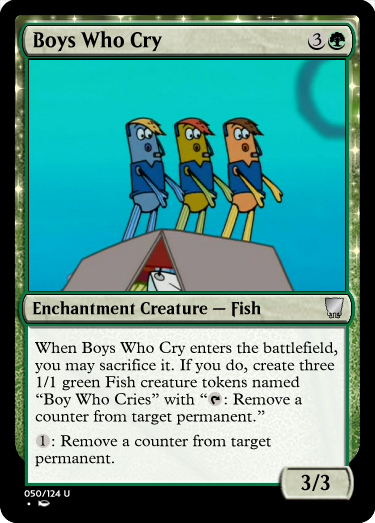 Boys Who Cry 3
Enchantment Creature — Fish
When Boys Who Cry enters the battlefield,
you may sacrifice it. If you do, create three
1/1 green Fish creature tokens named
“Boy Who Cries” with “: Remove a
counter from target permanent.”
1: Remove a counter from target
permanent.
3/3
050/124 U